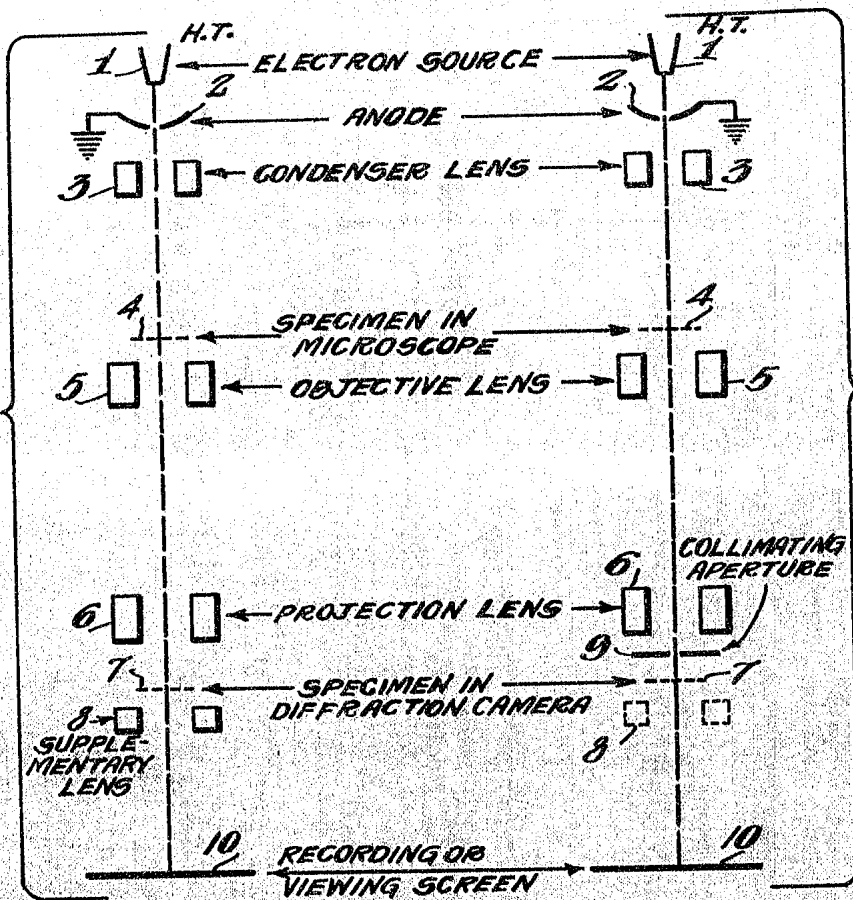 H.T. H.T.
1 ELECTRON SOURCE 1
2 ANODE 2
3 CONDENSER LENS 3
4 SPECIMEN IN 4
MICROSCOPE
5 OBJECTIVE LENS 5
COLLIMATING
APERTURE
6 PROJECTION LENS 6
9
7 SPECIMEN IN 7
DIFFRACTION CAMERA
8 8
SUPPLE-
MENTARY
LENS
10 RECORDING OR 10
VIEWING SCREEN